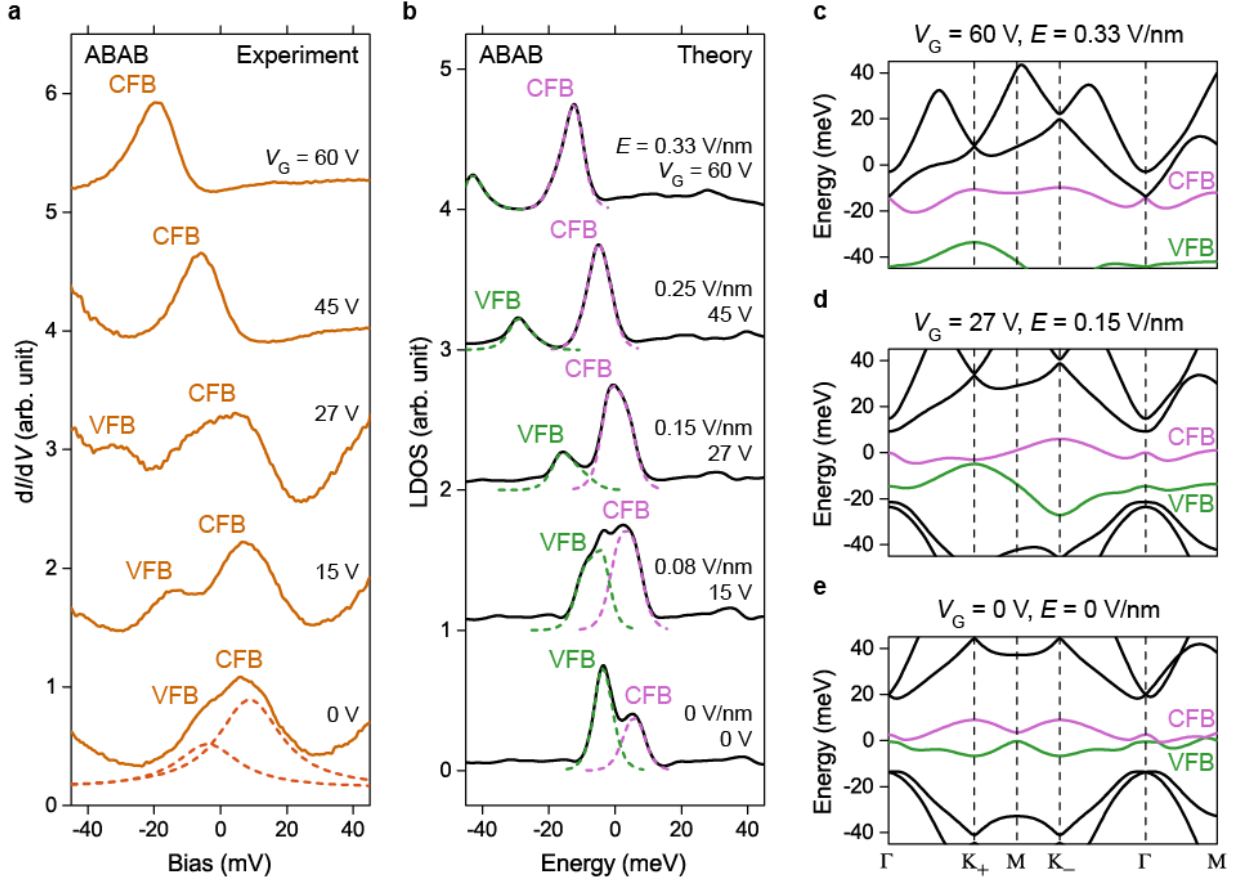 a
ABAB Experiment
CFB
V_G = 60 V
CFB
45 V
CFB
VFB
27 V
CFB
VFB
15 V
CFB
VFB
0 V
6
5
4
3
2
1
0
dI/dV (arb. unit)
-40 -20 0 20 40
Bias (mV)
b
ABAB Theory
CFB
E = 0.33 V/nm
V_G = 60 V
CFB
VFB
0.25 V/nm
45 V
CFB
VFB
0.15 V/nm
27 V
CFB
VFB
0.08 V/nm
15 V
VFB
CFB
0 V/nm
0 V
5
4
3
2
1
0
LDOS (arb. unit)
-40 -20 0 20 40
Energy (meV)
c
V_G = 60 V, E = 0.33 V/nm
40
20
0
-20
-40
Energy (meV)
CFB
VFB
d
V_G = 27 V, E = 0.15 V/nm
40
20
0
-20
-40
Energy (meV)
CFB
VFB
e
V_G = 0 V, E = 0 V/nm
40
20
0
-20
-40
Energy (meV)
CFB
VFB
Γ K₊ M K₋ Γ M